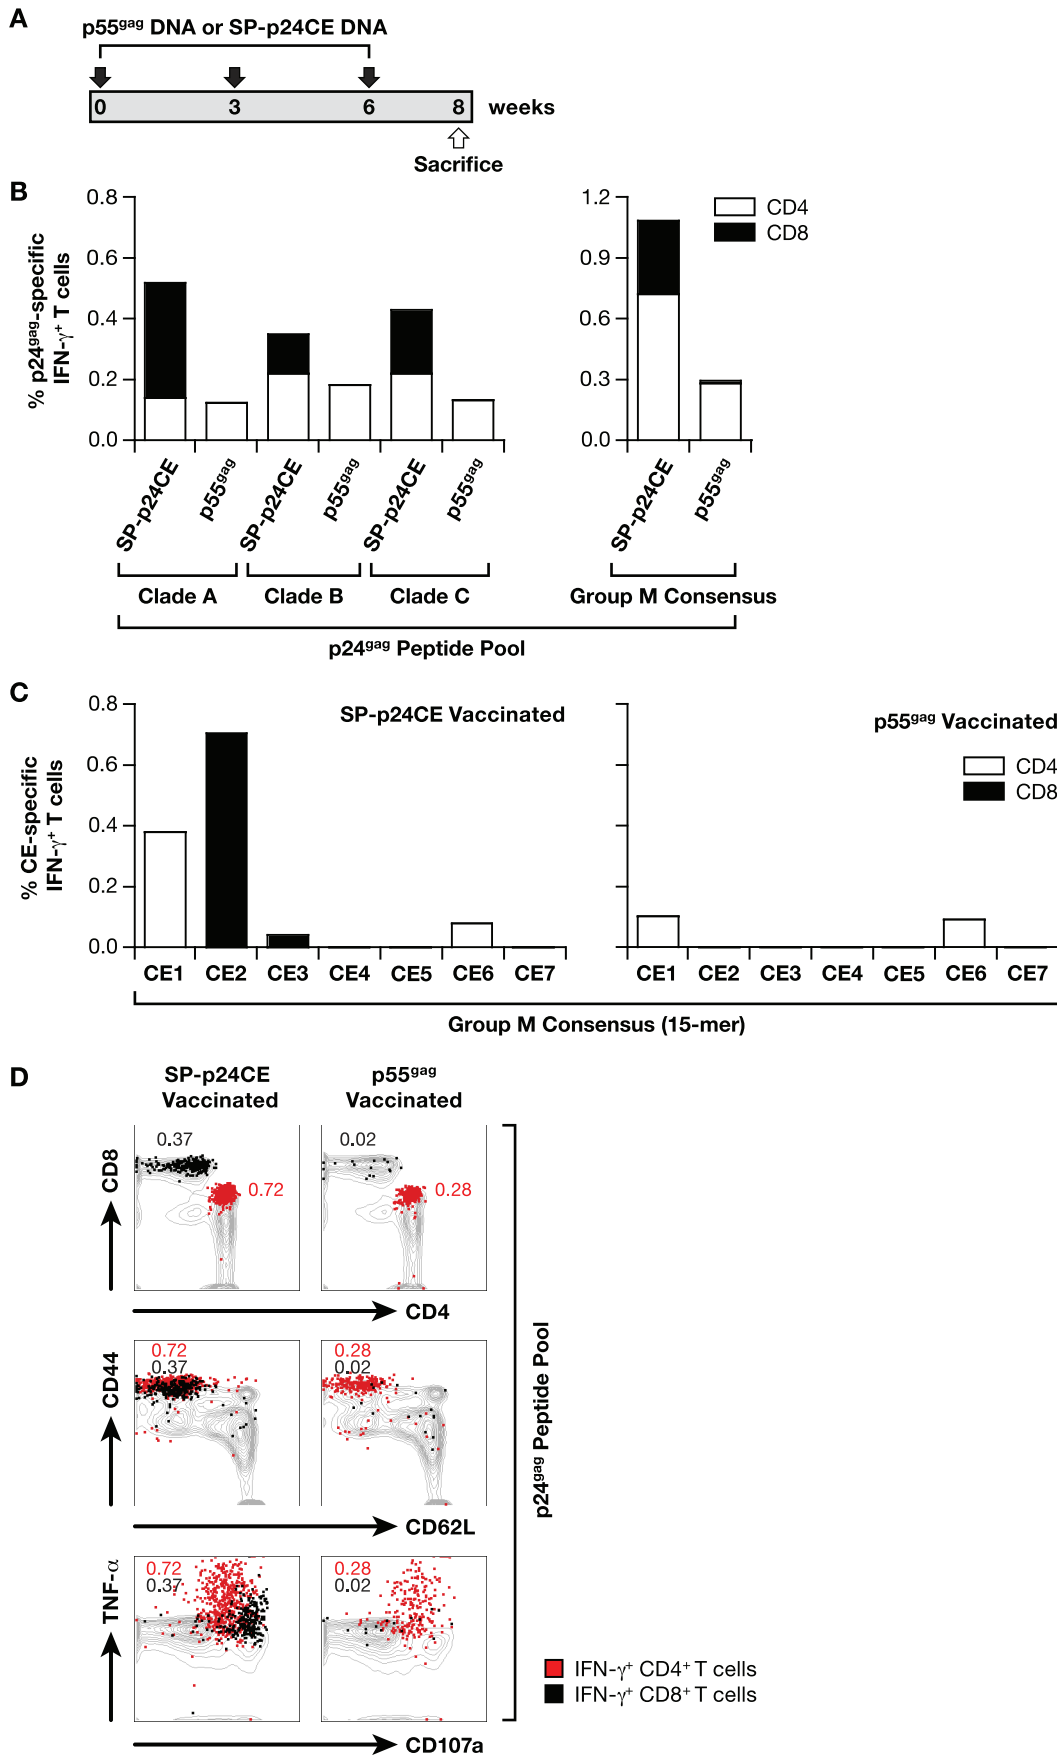 A
p55gag DNA or SP-p24CE DNA
0 3 6 8 weeks
Sacrifice
B
% p24gag-specific
IFN-γ+ T cells
0.8
0.6
0.4
0.2
0.0
1.2
0.9
0.6
0.3
0.0
CD4
CD8
SP-p24CE
p55gag
SP-p24CE
p55gag
SP-p24CE
p55gag
SP-p24CE
p55gag
Clade A
Clade B
Clade C
Group M Consensus
p24gag Peptide Pool
C
% CE-specific
IFN-γ+ T cells
0.8
0.6
0.4
0.2
0.0
SP-p24CE Vaccinated
p55gag Vaccinated
CD4
CD8
CE1 CE2 CE3 CE4 CE5 CE6 CE7
CE1 CE2 CE3 CE4 CE5 CE6 CE7
Group M Consensus (15-mer)
D
SP-p24CE
Vaccinated
p55gag
Vaccinated
CD8
0.37
0.72
0.02
0.28
CD4
CD44
0.72
0.37
0.28
0.02
CD62L
TNF-α
0.72
0.37
0.28
0.02
CD107a
p24gag Peptide Pool
IFN-γ+ CD4+ T cells
IFN-γ+ CD8+ T cells